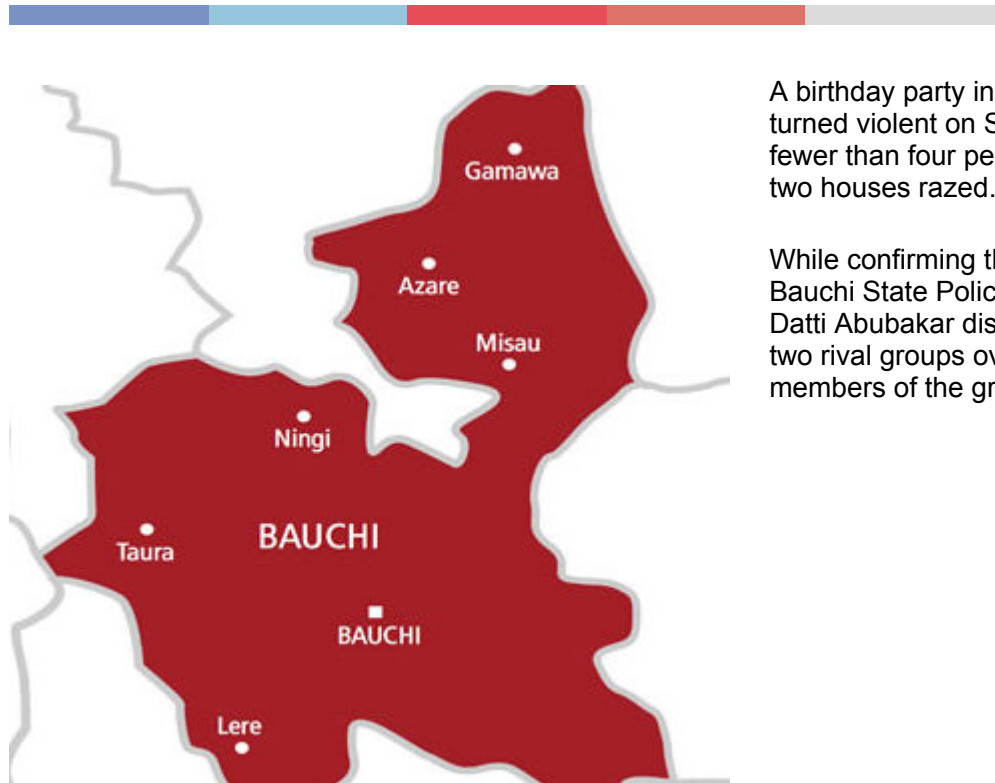 Gamawa
Azare
Misau
Ningi
BAUCHI
Taura
BAUCHI
Lere
A birthday party in
turned violent on S
fewer than four pe
two houses razed.
While confirming t
Bauchi State Polic
Datti Abubakar dis
two rival groups ov
members of the gr